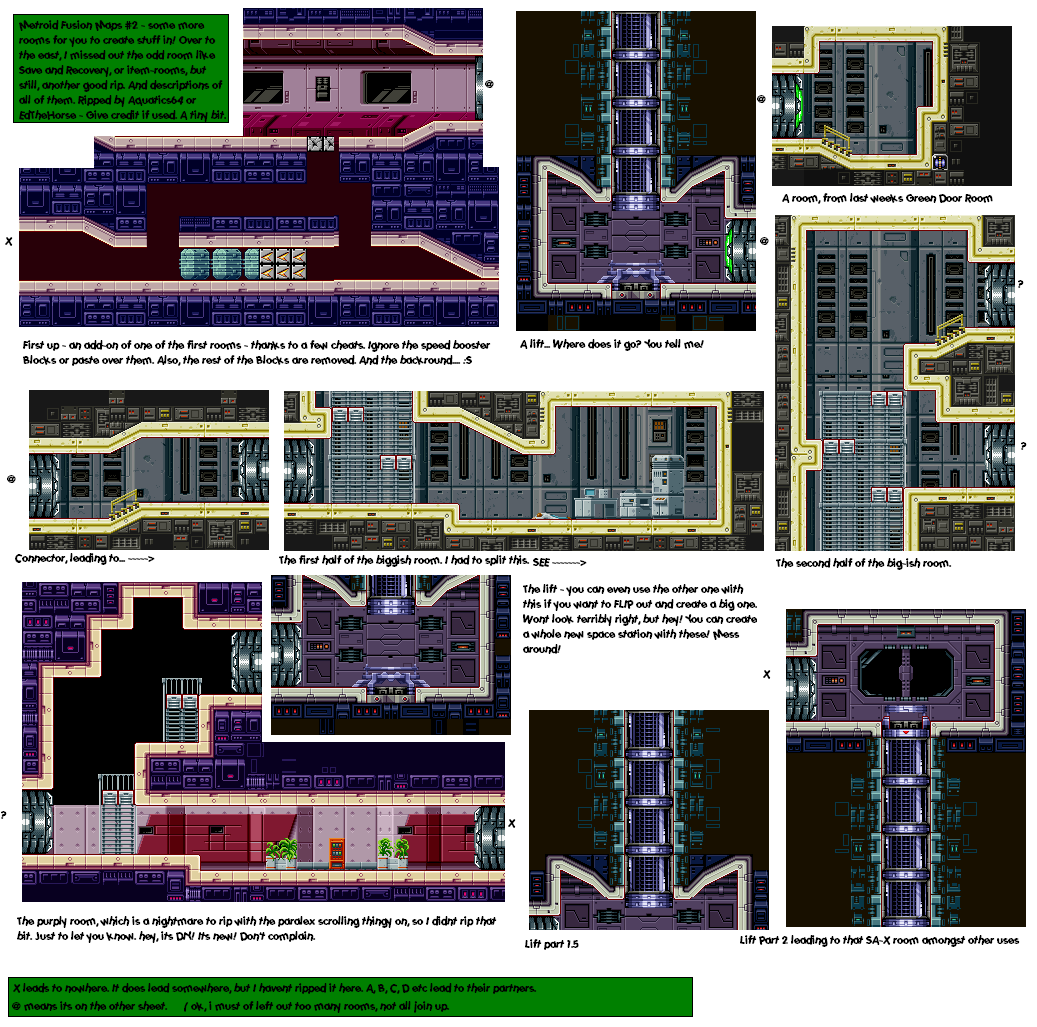 Metroid Fusion Maps #2 - some more
rooms for you to create stuff in! Over to
the east, I missed out the odd room like
Save and Recovery, or item-rooms, but
still, another good rip. And descriptions of
all of them. Ripped by Aquatics64 or
EdTheHorse - Give credit if used. A tiny bit.
@
@
A room, from last weeks Green Door Room
X
@
?
First up - an add-on of one of the first rooms - thanks to a few cheats. Ignore the speed booster
Blocks or paste over them. Also, the rest of the Blocks are removed. And the backround.... :S
A lift... Where does it go? You tell me!
?
@
Connector, leading to... ~~~~~>
The first half of the biggish room. I had to split this. SEE ~~~~~~~>
The second half of the big-ish room.
The lift - you can even use the other one with
this if you want to FLIP out and create a big one.
Wont look terribly right, but hey! You can create
a whole new space station with these! Mess
around!
X
?
X
The purply room, which is a nightmare to rip with the paralex scrolling thingy on, so I didnt rip that
bit. Just to let you know. hey, its DM! Its new! Don't complain.
Lift part 1.5
Lift Part 2 leading to that SA-X room amongst other uses
X leads to nowhere. It does lead somewhere, but I havent ripped it here. A, B, C, D etc lead to their partners.
@ means its on the other sheet. / ok, i must of left out too many rooms, not all join up.